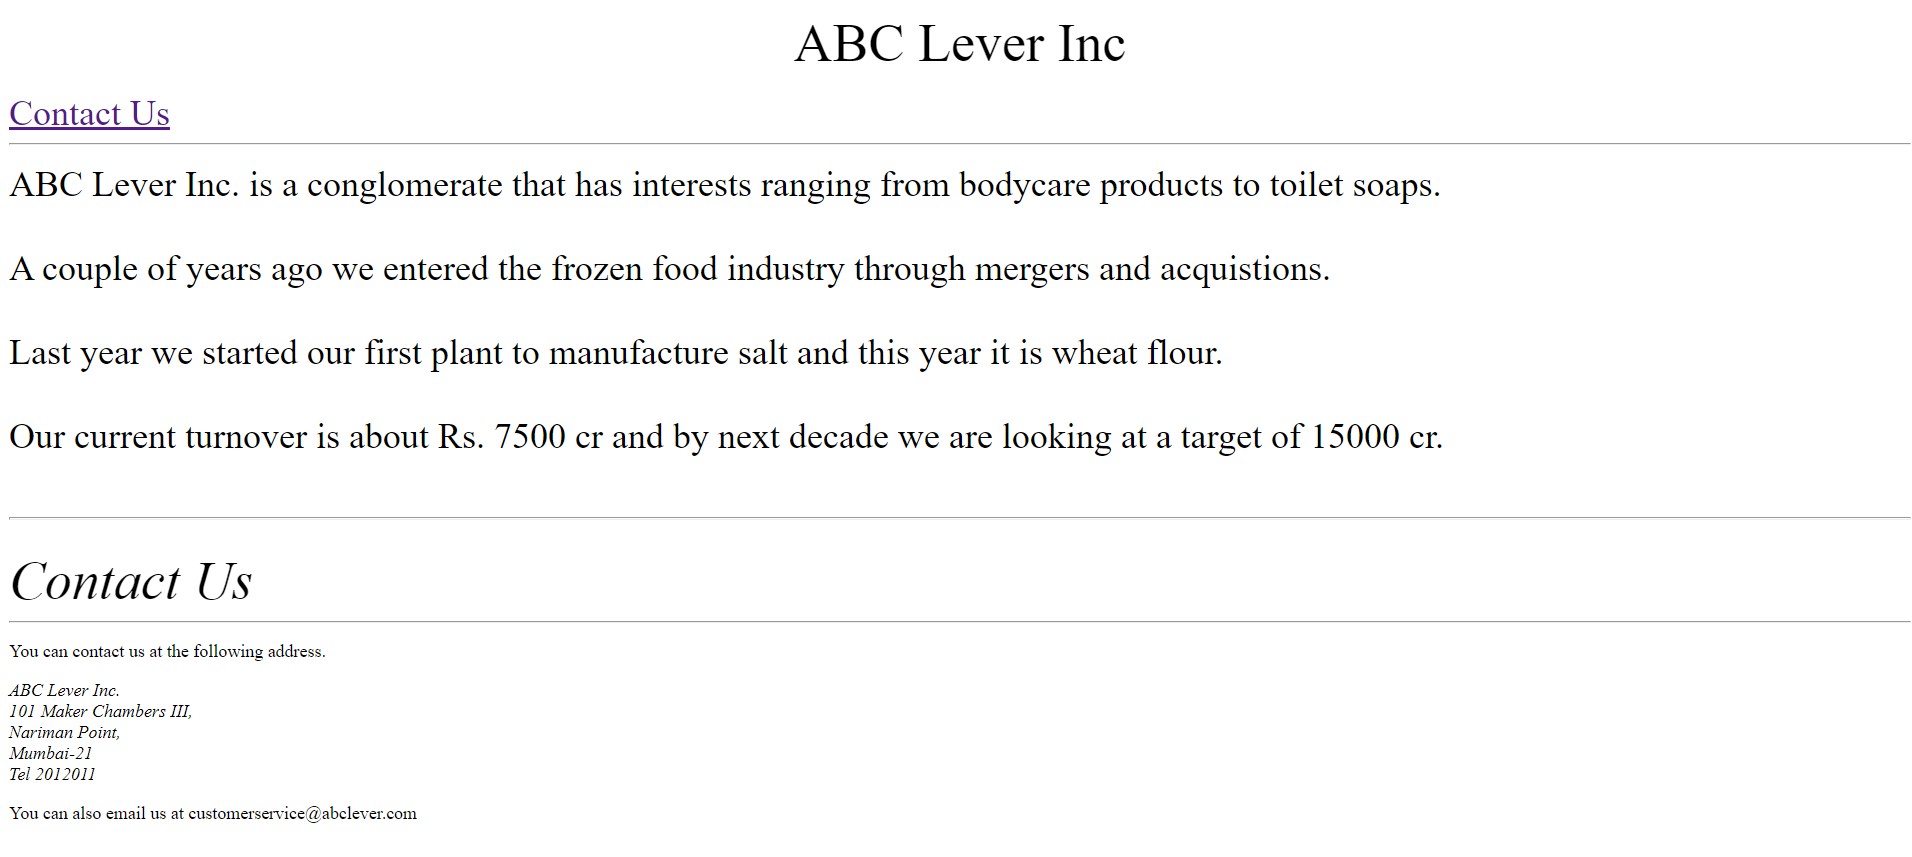 ABC Lever Inc
Contact Us
ABC Lever Inc. is a conglomerate that has interests ranging from bodycare products to toilet soaps.
A couple of years ago we entered the frozen food industry through mergers and acquistions.
Last year we started our first plant to manufacture salt and this year it is wheat flour.
Our current turnover is about Rs. 7500 cr and by next decade we are looking at a target of 15000 cr.
Contact Us
You can contact us at the following address.
ABC Lever Inc.
101 Maker Chambers III,
Nariman Point,
Mumbai-21
Tel 2012011
You can also email us at customerservice@abclever.com